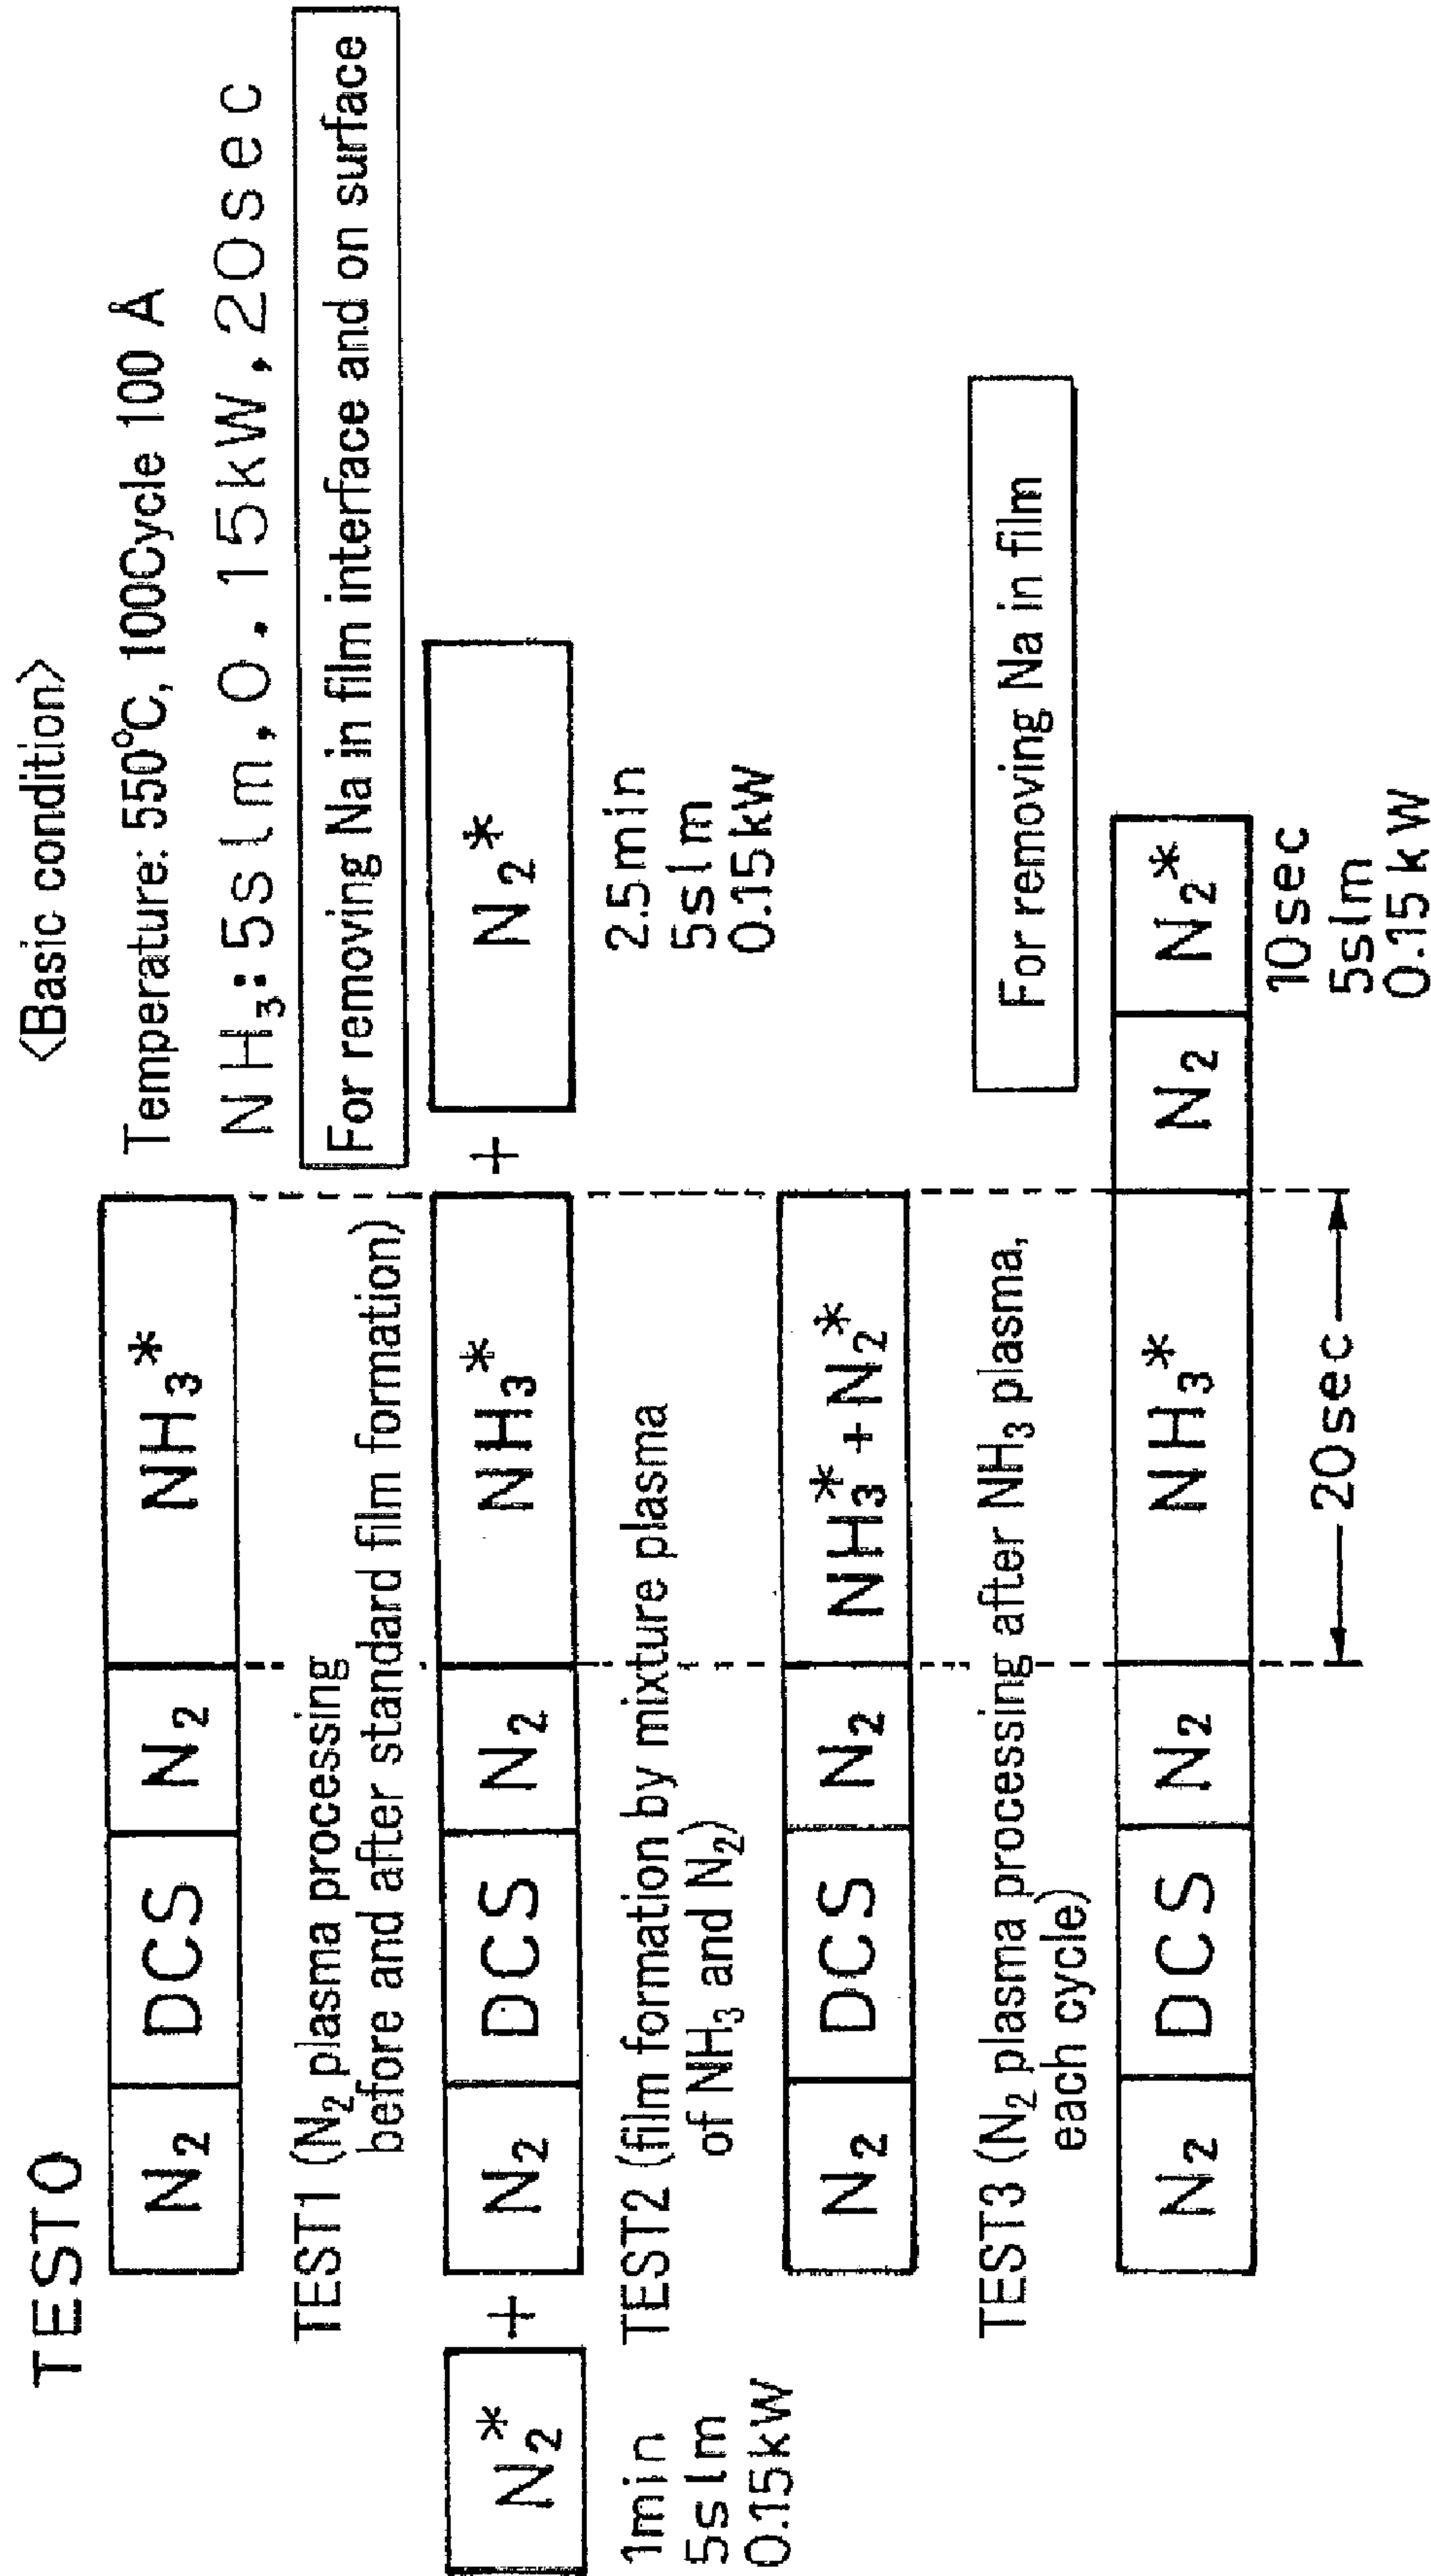 <Basic condition>
TEST0
Temperature: 550°C, 100Cycle 100 Å
N₂ DCS N₂ NH₃*
NH₃:5slm,0.15kW,20sec
TEST1 (N₂ plasma processing
before and after standard film formation)
For removing Na in film interface and on surface
N₂* + N₂ DCS N₂ NH₃* + N₂*
1min
5slm
0.15kW
2.5min
5slm
0.15kW
TEST2 (film formation by mixture plasma
of NH₃ and N₂)
N₂ DCS N₂ NH₃*+N₂*
TEST3 (N₂ plasma processing after NH₃ plasma,
each cycle)
For removing Na in film
N₂ DCS N₂ NH₃* N₂ N₂*
20sec
10sec
5slm
0.15kW